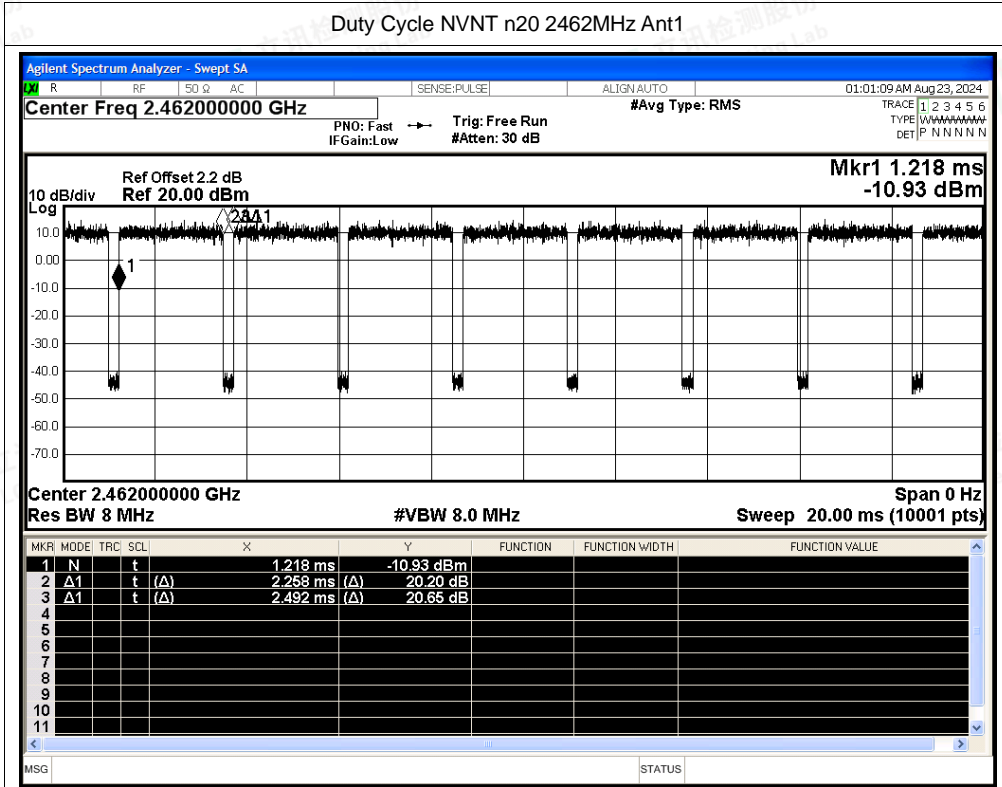 Duty Cycle NVNT n20 2462MHz Ant1
Agilent Spectrum Analyzer - Swept SA
LXI R RF 50 Ω AC SENSE:PULSE ALIGN AUTO 01:01:09 AM Aug 23, 2024
Center Freq 2.462000000 GHz #Avg Type: RMS TRACE 1 2 3 4 5 6
PNO: Fast Trig: Free Run TYPE WWWWWW
IFGain:Low #Atten: 30 dB DET P N N N N N
Mkr1 1.218 ms
Ref Offset 2.2 dB
10 dB/div Ref 20.00 dBm -10.93 dBm
Log
10.0
0.00
-10.0
-20.0
-30.0
-40.0
-50.0
-60.0
-70.0
1
Center 2.462000000 GHz Span 0 Hz
Res BW 8 MHz #VBW 8.0 MHz Sweep 20.00 ms (10001 pts)
MKR MODE TRC SCL X Y FUNCTION FUNCTION WIDTH FUNCTION VALUE
1 N t 1.218 ms -10.93 dBm
2 Δ1 t (Δ) 2.258 ms (Δ) 20.20 dB
3 Δ1 t (Δ) 2.492 ms (Δ) 20.65 dB
4
5
6
7
8
9
10
11
MSG STATUS